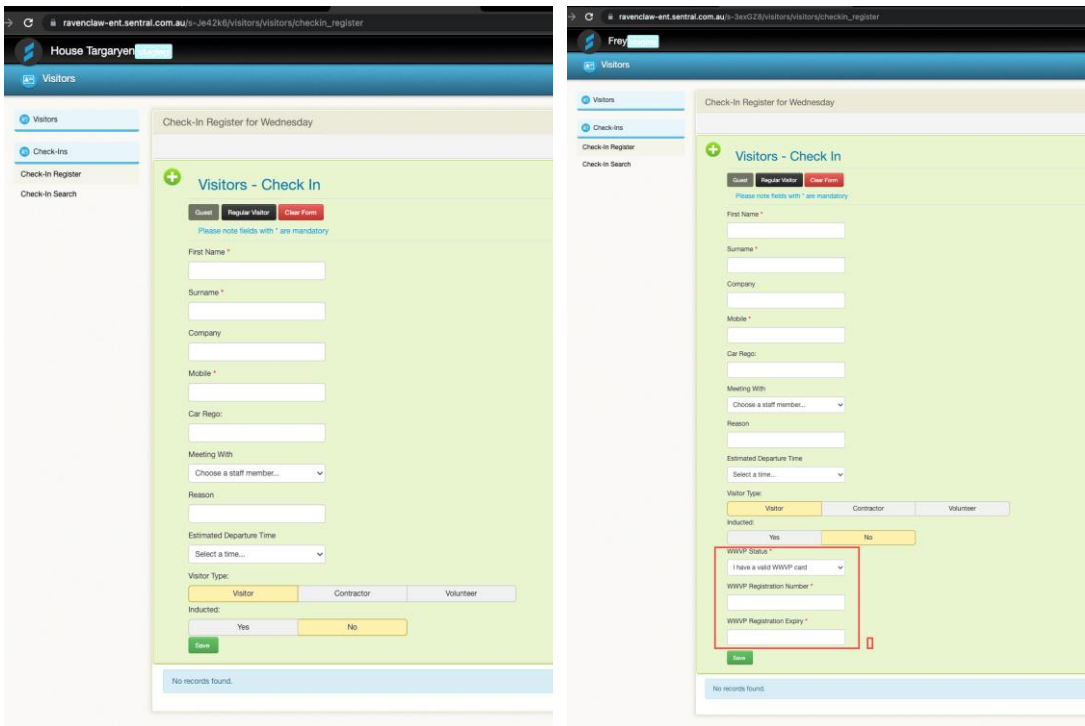 ravenclaw-ent.sentral.com.au/s-Je42k6/visitors/visitors/checkin_register
House Targaryen
Visitors
Visitors
Check-Ins
Check-In Register
Check-In Search
Check-In Register for Wednesday
Visitors - Check In
Guest Regular Visitor Clear Form
Please note fields with * are mandatory
First Name *
Surname *
Company
Mobile *
Car Rego:
Meeting With
Choose a staff member...
Reason
Estimated Departure Time
Select a time...
Visitor Type:
Visitor Contractor Volunteer
Inducted:
Yes No
Save
No records found.
ravenclaw-ent.sentral.com.au/s-3exGZ8/visitors/visitors/checkin_register
Frey
Visitors
Visitors
Check-Ins
Check-In Register
Check-In Search
Check-In Register for Wednesday
Visitors - Check In
Guest Regular Visitor Clear Form
Please note fields with * are mandatory
First Name *
Surname *
Company
Mobile *
Car Rego:
Meeting With
Choose a staff member...
Reason
Estimated Departure Time
Select a time...
Visitor Type:
Visitor Contractor Volunteer
Inducted:
Yes No
WWVP Status *
I have a valid WWVP card
WWVP Registration Number *
WWVP Registration Expiry *
Save
No records found.